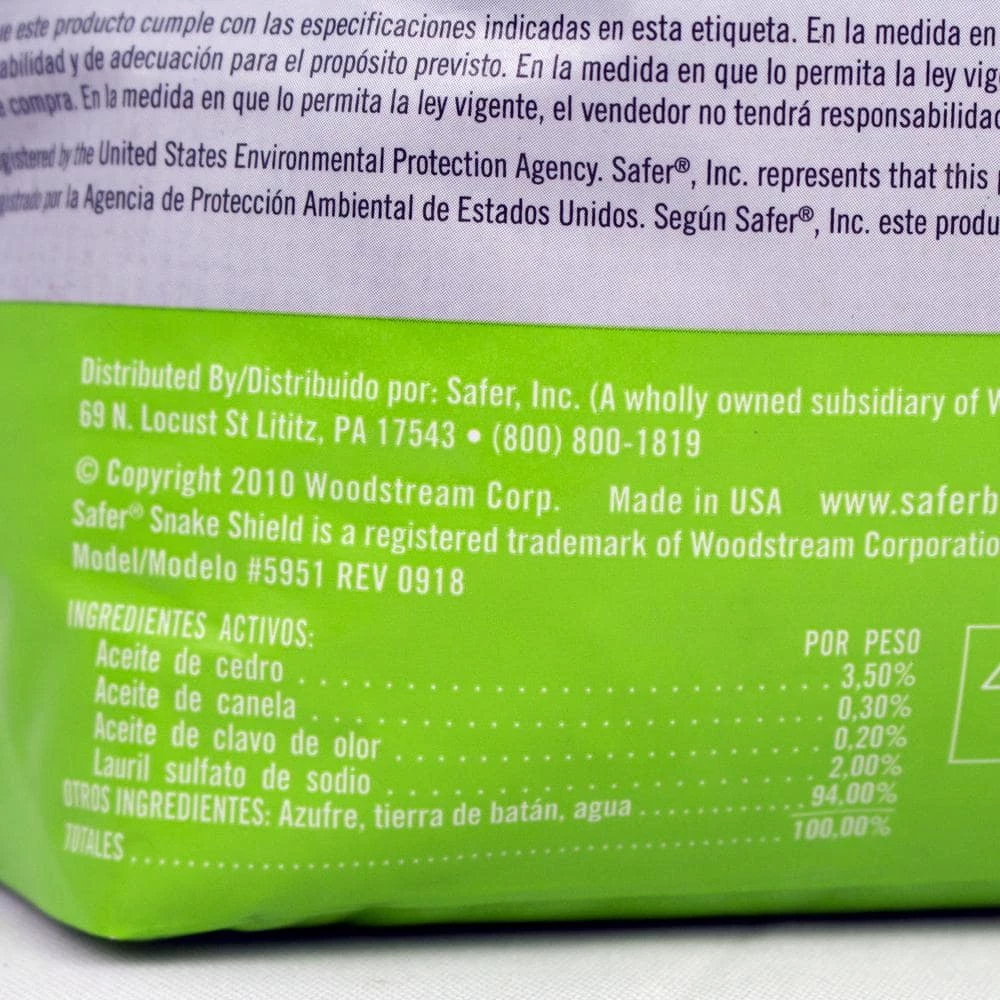 este producto cumple con las especificaciones indicadas en esta etiqueta. En la medida en
y de adecuación para el propósito previsto. En la medida en que lo permita la ley
compra. En la medida en que lo permita la ley vigente, el vendedor no tendrá
by the United States Environmental Protection Agency. Safer®, Inc. represents that this
por la Agencia de Protección Ambiental de Estados Unidos. Según Safer®, Inc. este
Distributed By/Distribuido por: Safer, Inc. (A wholly owned subsidiary of
69 N. Locust St Lititz, PA 17543 • (800) 800-1819
© Copyright 2010 Woodstream Corp. Made in USA www.saferb
Safer® Snake Shield is a registered trademark of Woodstream Corporatio
Model/Modelo #5951 REV 0918
INGREDIENTES ACTIVOS: POR PESO
Aceite de cedro . . . . . . . . . . 3,50%
Aceite de canela . . . . . . . . . . 0,30%
Aceite de clavo de olor . . . . . . . . . . 0,20%
Lauril sulfato de sodio . . . . . . . . . . 2,00%
OTROS INGREDIENTES: Azufre, tierra de batán, agua . . . . . . . . . . 94,00%
TOTALES . . . . . . . . . . 100,00%